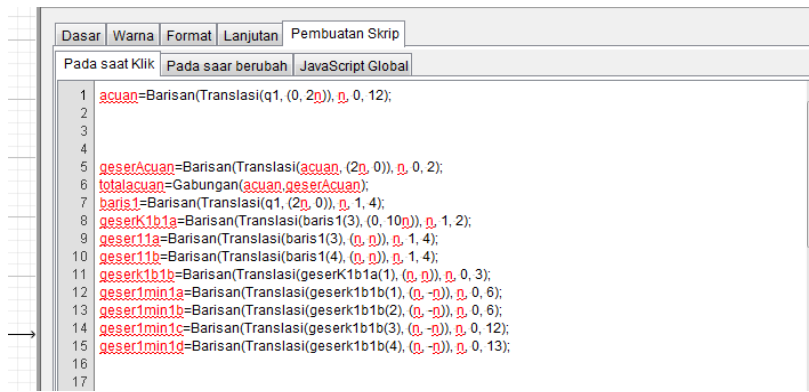 Dasar Warna Format Lanjutan Pembuatan Skrip
Pada saat Klik Pada saar berubah JavaScript Global
1 acuan=Barisan(Translasi(q1, (0, 2n)), n, 0, 12);
2
3
4
5 geserAcuan=Barisan(Translasi(acuan, (2n, 0)), n, 0, 2);
6 totalacuan=Gabungan(acuan,geserAcuan);
7 baris1=Barisan(Translasi(q1, (2n, 0)), n, 1, 4);
8 geserK1b1a=Barisan(Translasi(baris1(3), (0, 10n)), n, 1, 2);
9 geser11a=Barisan(Translasi(baris1(3), (n, n)), n, 1, 4);
10 geser11b=Barisan(Translasi(baris1(4), (n, n)), n, 1, 4);
11 geserk1b1b=Barisan(Translasi(geserK1b1a(1), (n, n)), n, 0, 3);
12 geser1min1a=Barisan(Translasi(geserk1b1b(1), (n, -n)), n, 0, 6);
13 geser1min1b=Barisan(Translasi(geserk1b1b(2), (n, -n)), n, 0, 6);
14 geser1min1c=Barisan(Translasi(geserk1b1b(3), (n, -n)), n, 0, 12);
15 geser1min1d=Barisan(Translasi(geserk1b1b(4), (n, -n)), n, 0, 13);
16
17